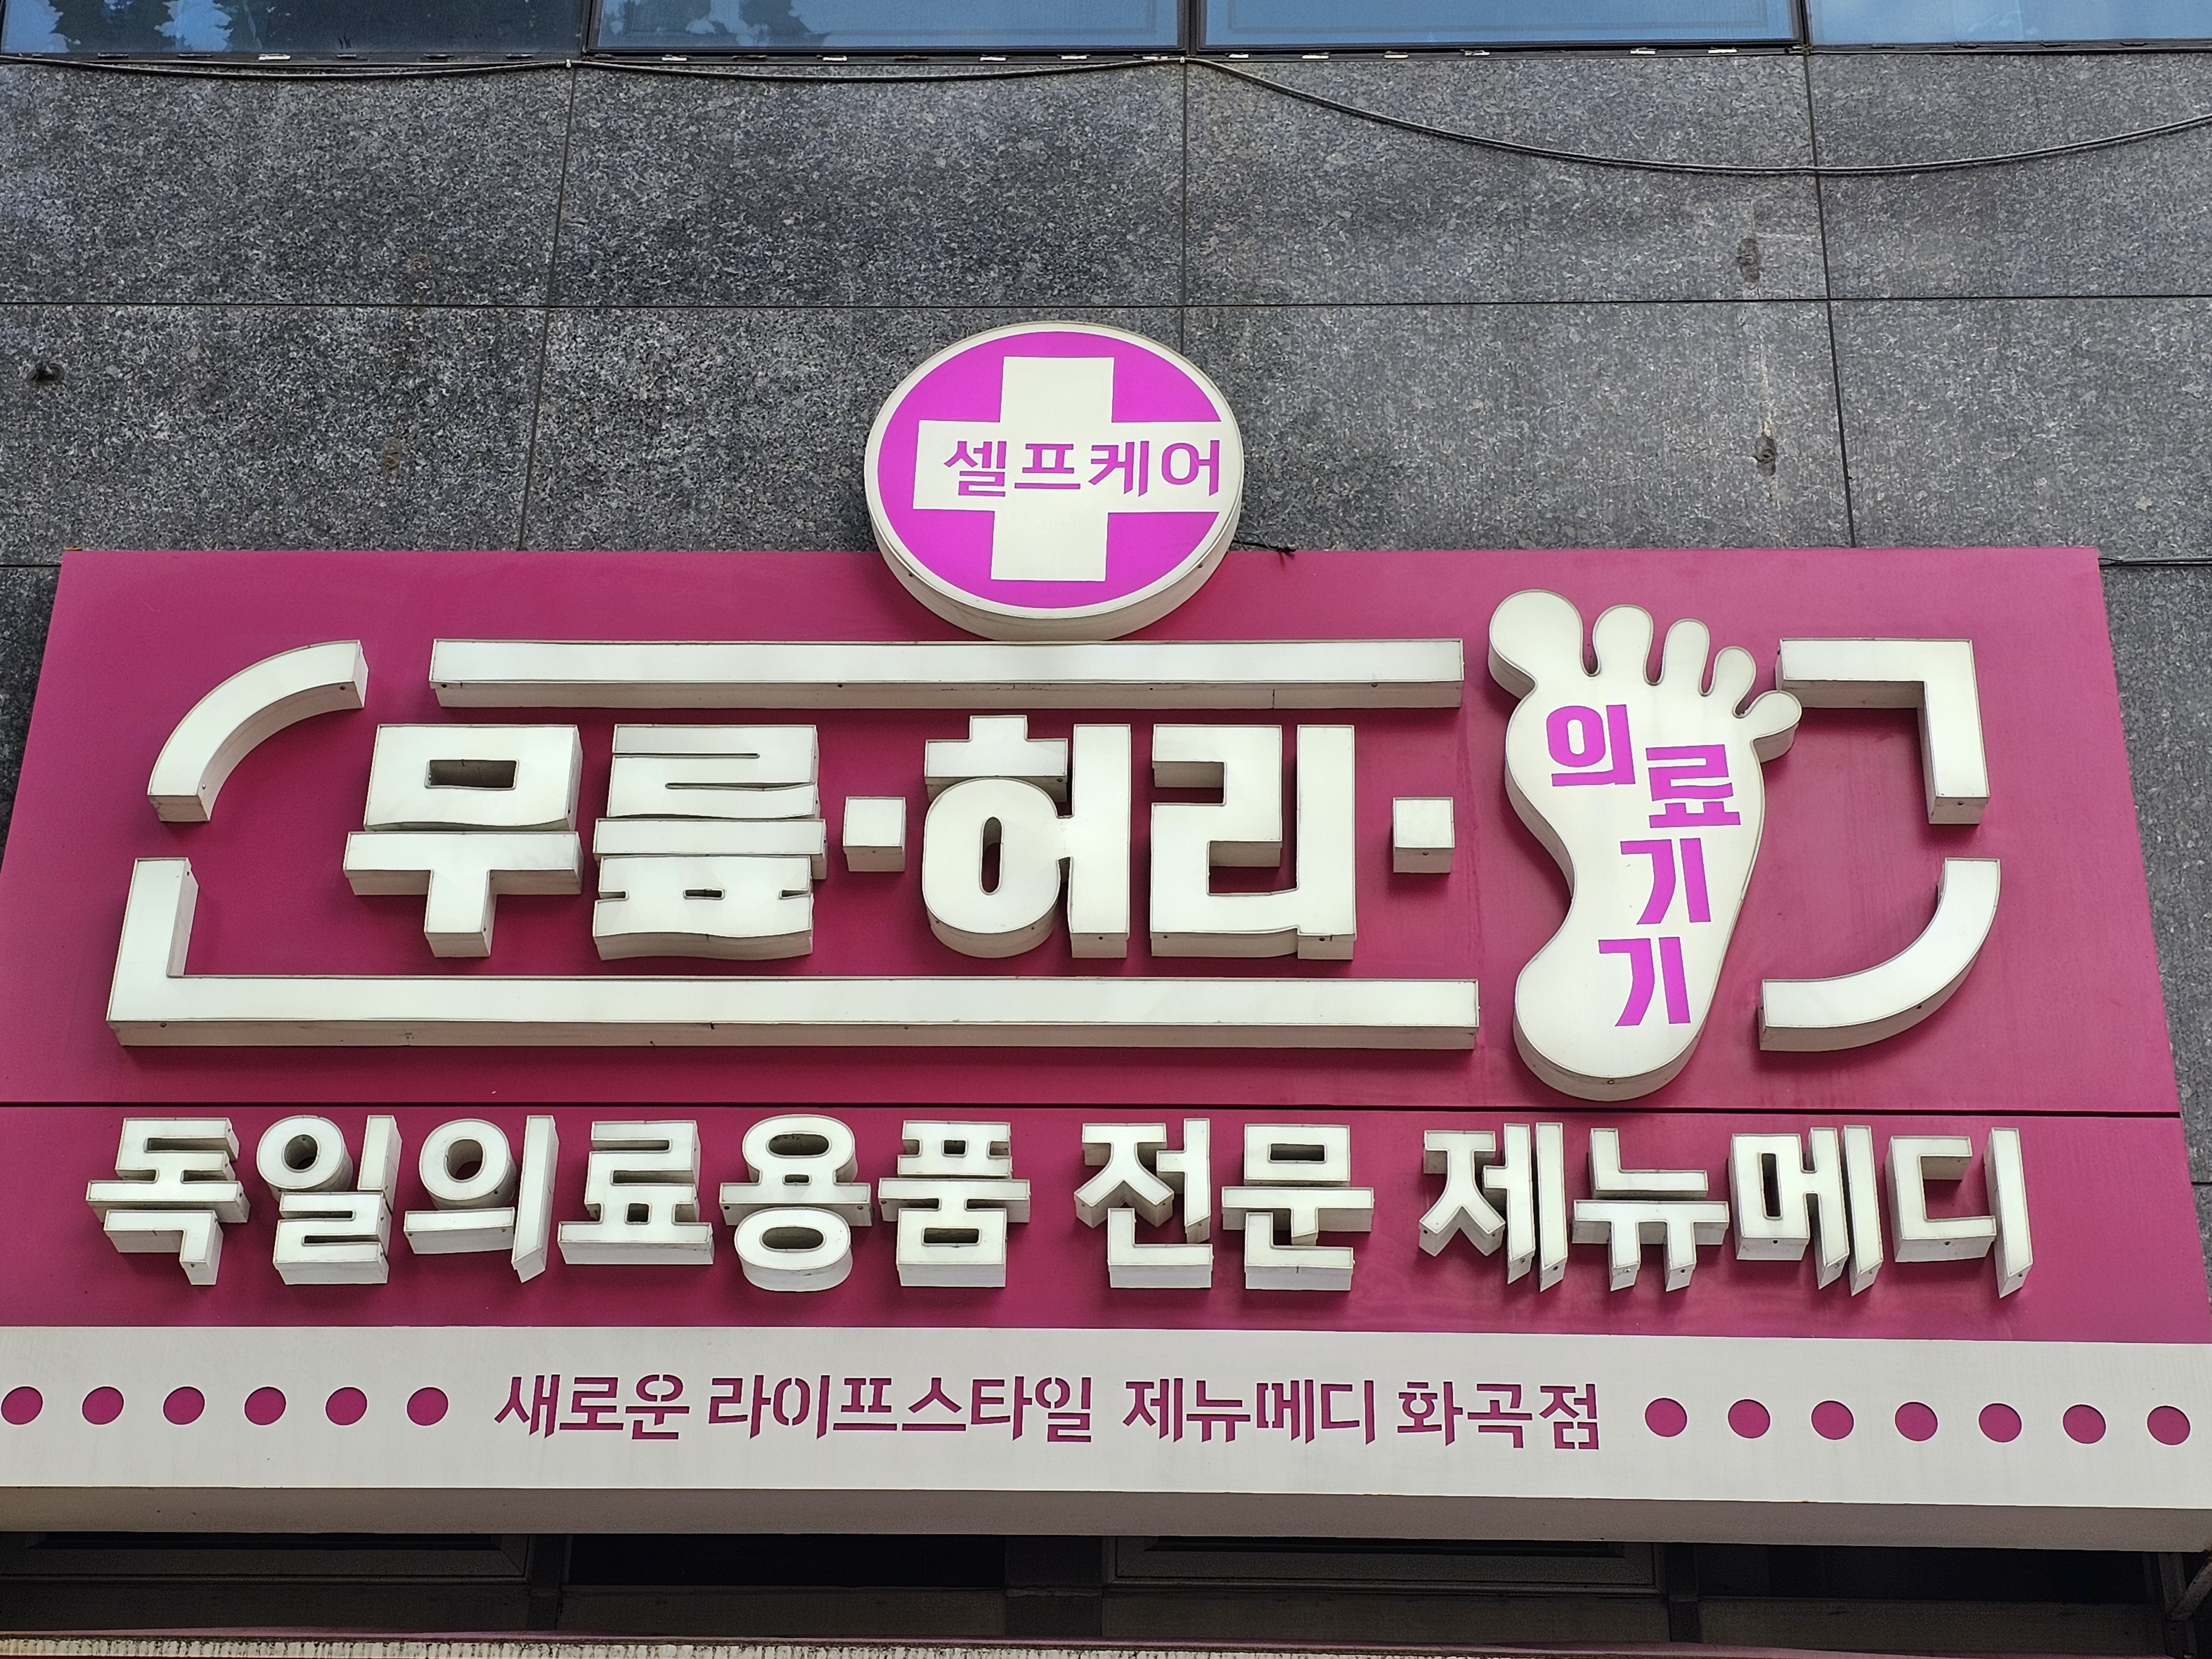 셀프케어
무릎·허리·
의료
기
기
독일의료용품 전문 제뉴메디
새로운 라이프스타일 제뉴메디 화곡점